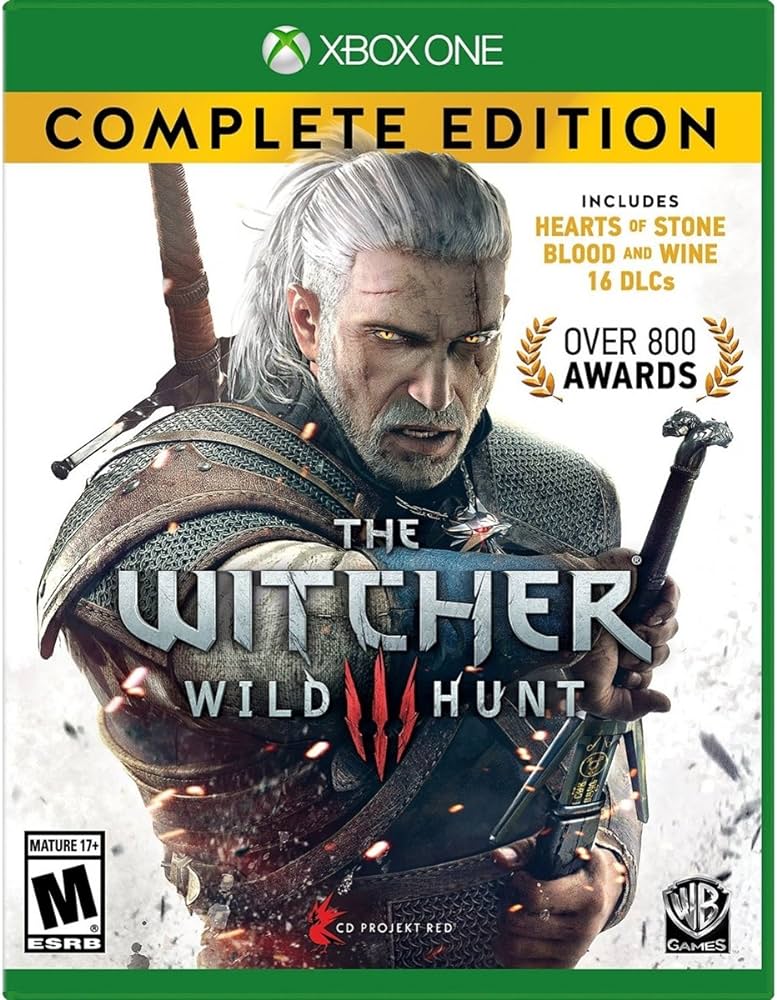 XBOX ONE
COMPLETE EDITION
INCLUDES
HEARTS OF STONE
BLOOD AND WINE
16 DLCs
OVER 800
AWARDS
THE
WITCHER®
WILD HUNT
MATURE 17+
M
ESRB
CD PROJEKT RED®
WB
GAMES